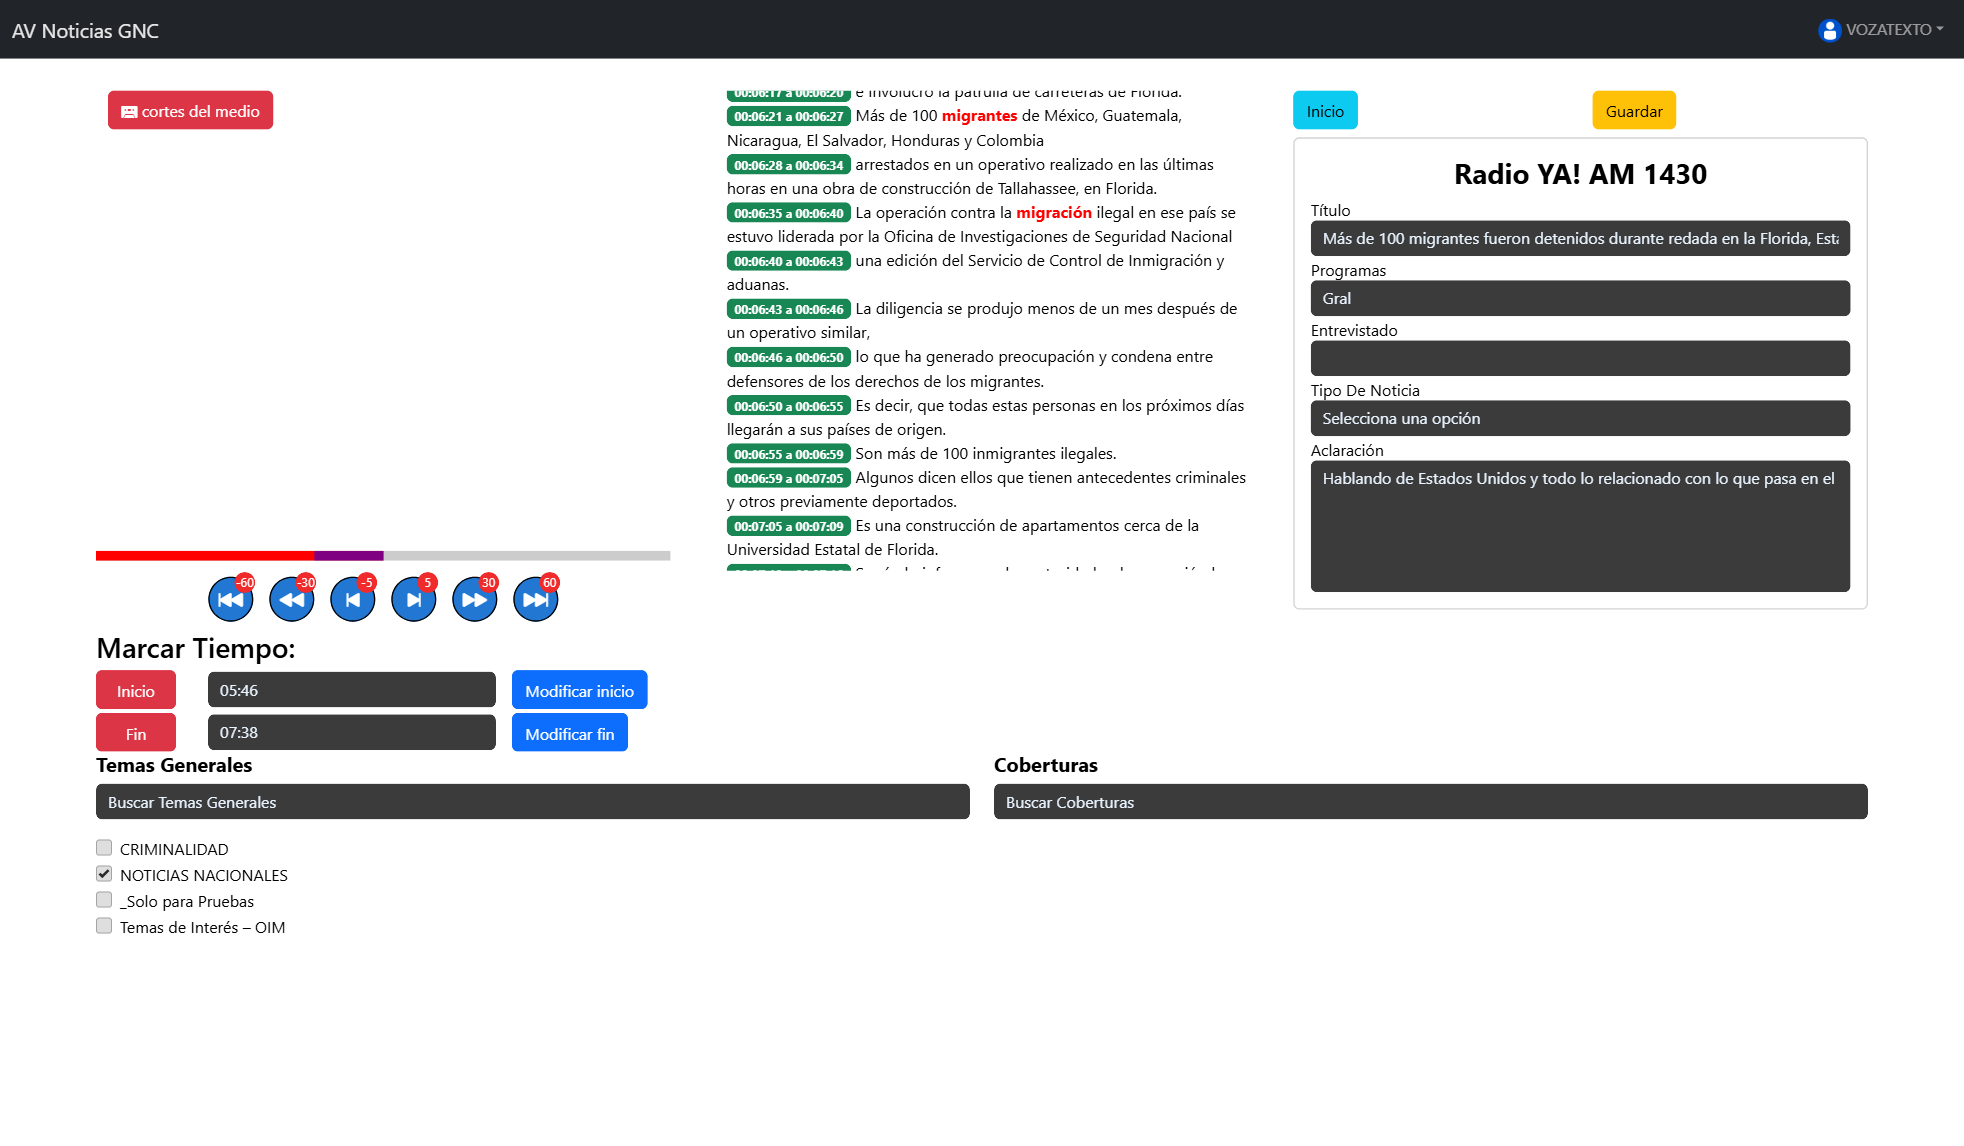 AV Noticias GNC
VOZATEXTO
cortes del medio
00:06:17 a 00:06:20 e involucró la patrulla de carreteras de Florida.
00:06:21 a 00:06:27 Más de 100 migrantes de México, Guatemala,
Nicaragua, El Salvador, Honduras y Colombia
00:06:28 a 00:06:34 arrestados en un operativo realizado en las últimas
horas en una obra de construcción de Tallahassee, en Florida.
00:06:35 a 00:06:40 La operación contra la migración ilegal en ese país se
estuvo liderada por la Oficina de Investigaciones de Seguridad Nacional
00:06:40 a 00:06:43 una edición del Servicio de Control de Inmigración y
aduanas.
00:06:43 a 00:06:46 La diligencia se produjo menos de un mes después de
un operativo similar,
00:06:46 a 00:06:50 lo que ha generado preocupación y condena entre
defensores de los derechos de los migrantes.
00:06:50 a 00:06:55 Es decir, que todas estas personas en los próximos días
llegarán a sus países de origen.
00:06:55 a 00:06:59 Son más de 100 inmigrantes ilegales.
00:06:59 a 00:07:05 Algunos dicen ellos que tienen antecedentes criminales
y otros previamente deportados.
00:07:05 a 00:07:09 Es una construcción de apartamentos cerca de la
Universidad Estatal de Florida.
Inicio
Guardar
Radio YA! AM 1430
Título
Más de 100 migrantes fueron detenidos durante redada en la Florida, Esta
Programas
Gral
Entrevistado
Tipo De Noticia
Selecciona una opción
Aclaración
Hablando de Estados Unidos y todo lo relacionado con lo que pasa en el
-60
-30
-5
5
30
60
Marcar Tiempo:
Inicio
05:46
Modificar inicio
Fin
07:38
Modificar fin
Temas Generales
Buscar Temas Generales
CRIMINALIDAD
NOTICIAS NACIONALES
_Solo para Pruebas
Temas de Interés – OIM
Coberturas
Buscar Coberturas